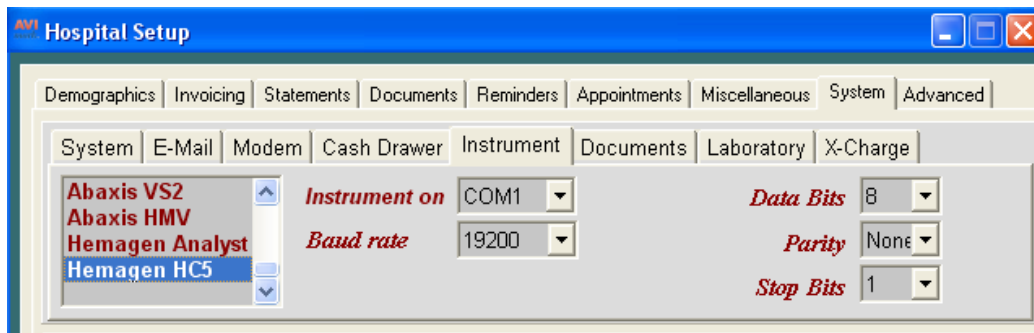 AVI Hospital Setup
Demographics Invoicing Statements Documents Reminders Appointments Miscellaneous System Advanced
System E-Mail Modem Cash Drawer Instrument Documents Laboratory X-Charge
Abaxis VS2
Abaxis HMV
Hemagen Analyst
Hemagen HC5
Instrument on COM1
Baud rate 19200
Data Bits 8
Parity None
Stop Bits 1